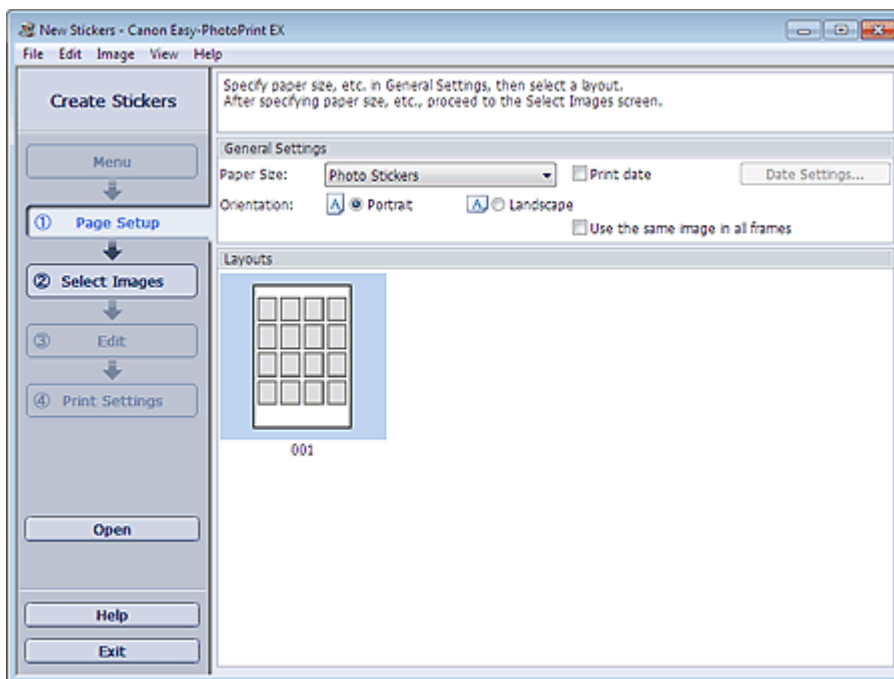 New Stickers - Canon Easy-PhotoPrint EX
File Edit Image View Help
Create Stickers
Specify paper size, etc. in General Settings, then select a layout.
After specifying paper size, etc., proceed to the Select Images screen.
Menu
① Page Setup
② Select Images
③ Edit
④ Print Settings
Open
Help
Exit
General Settings
Paper Size: Photo Stickers Print date Date Settings...
Orientation: A Portrait A Landscape
Use the same image in all frames
Layouts
001